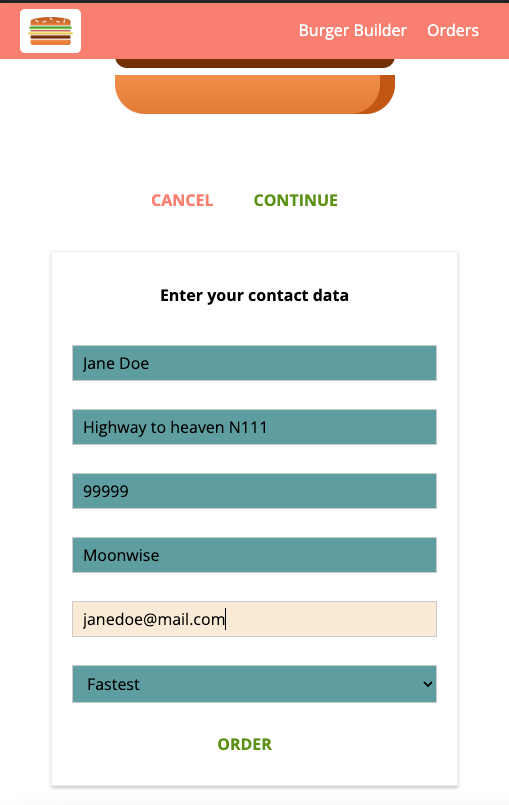 Burger Builder Orders
CANCEL CONTINUE
Enter your contact data
Jane Doe
Highway to heaven N111
99999
Moonwise
janedoe@mail.com
Fastest
ORDER